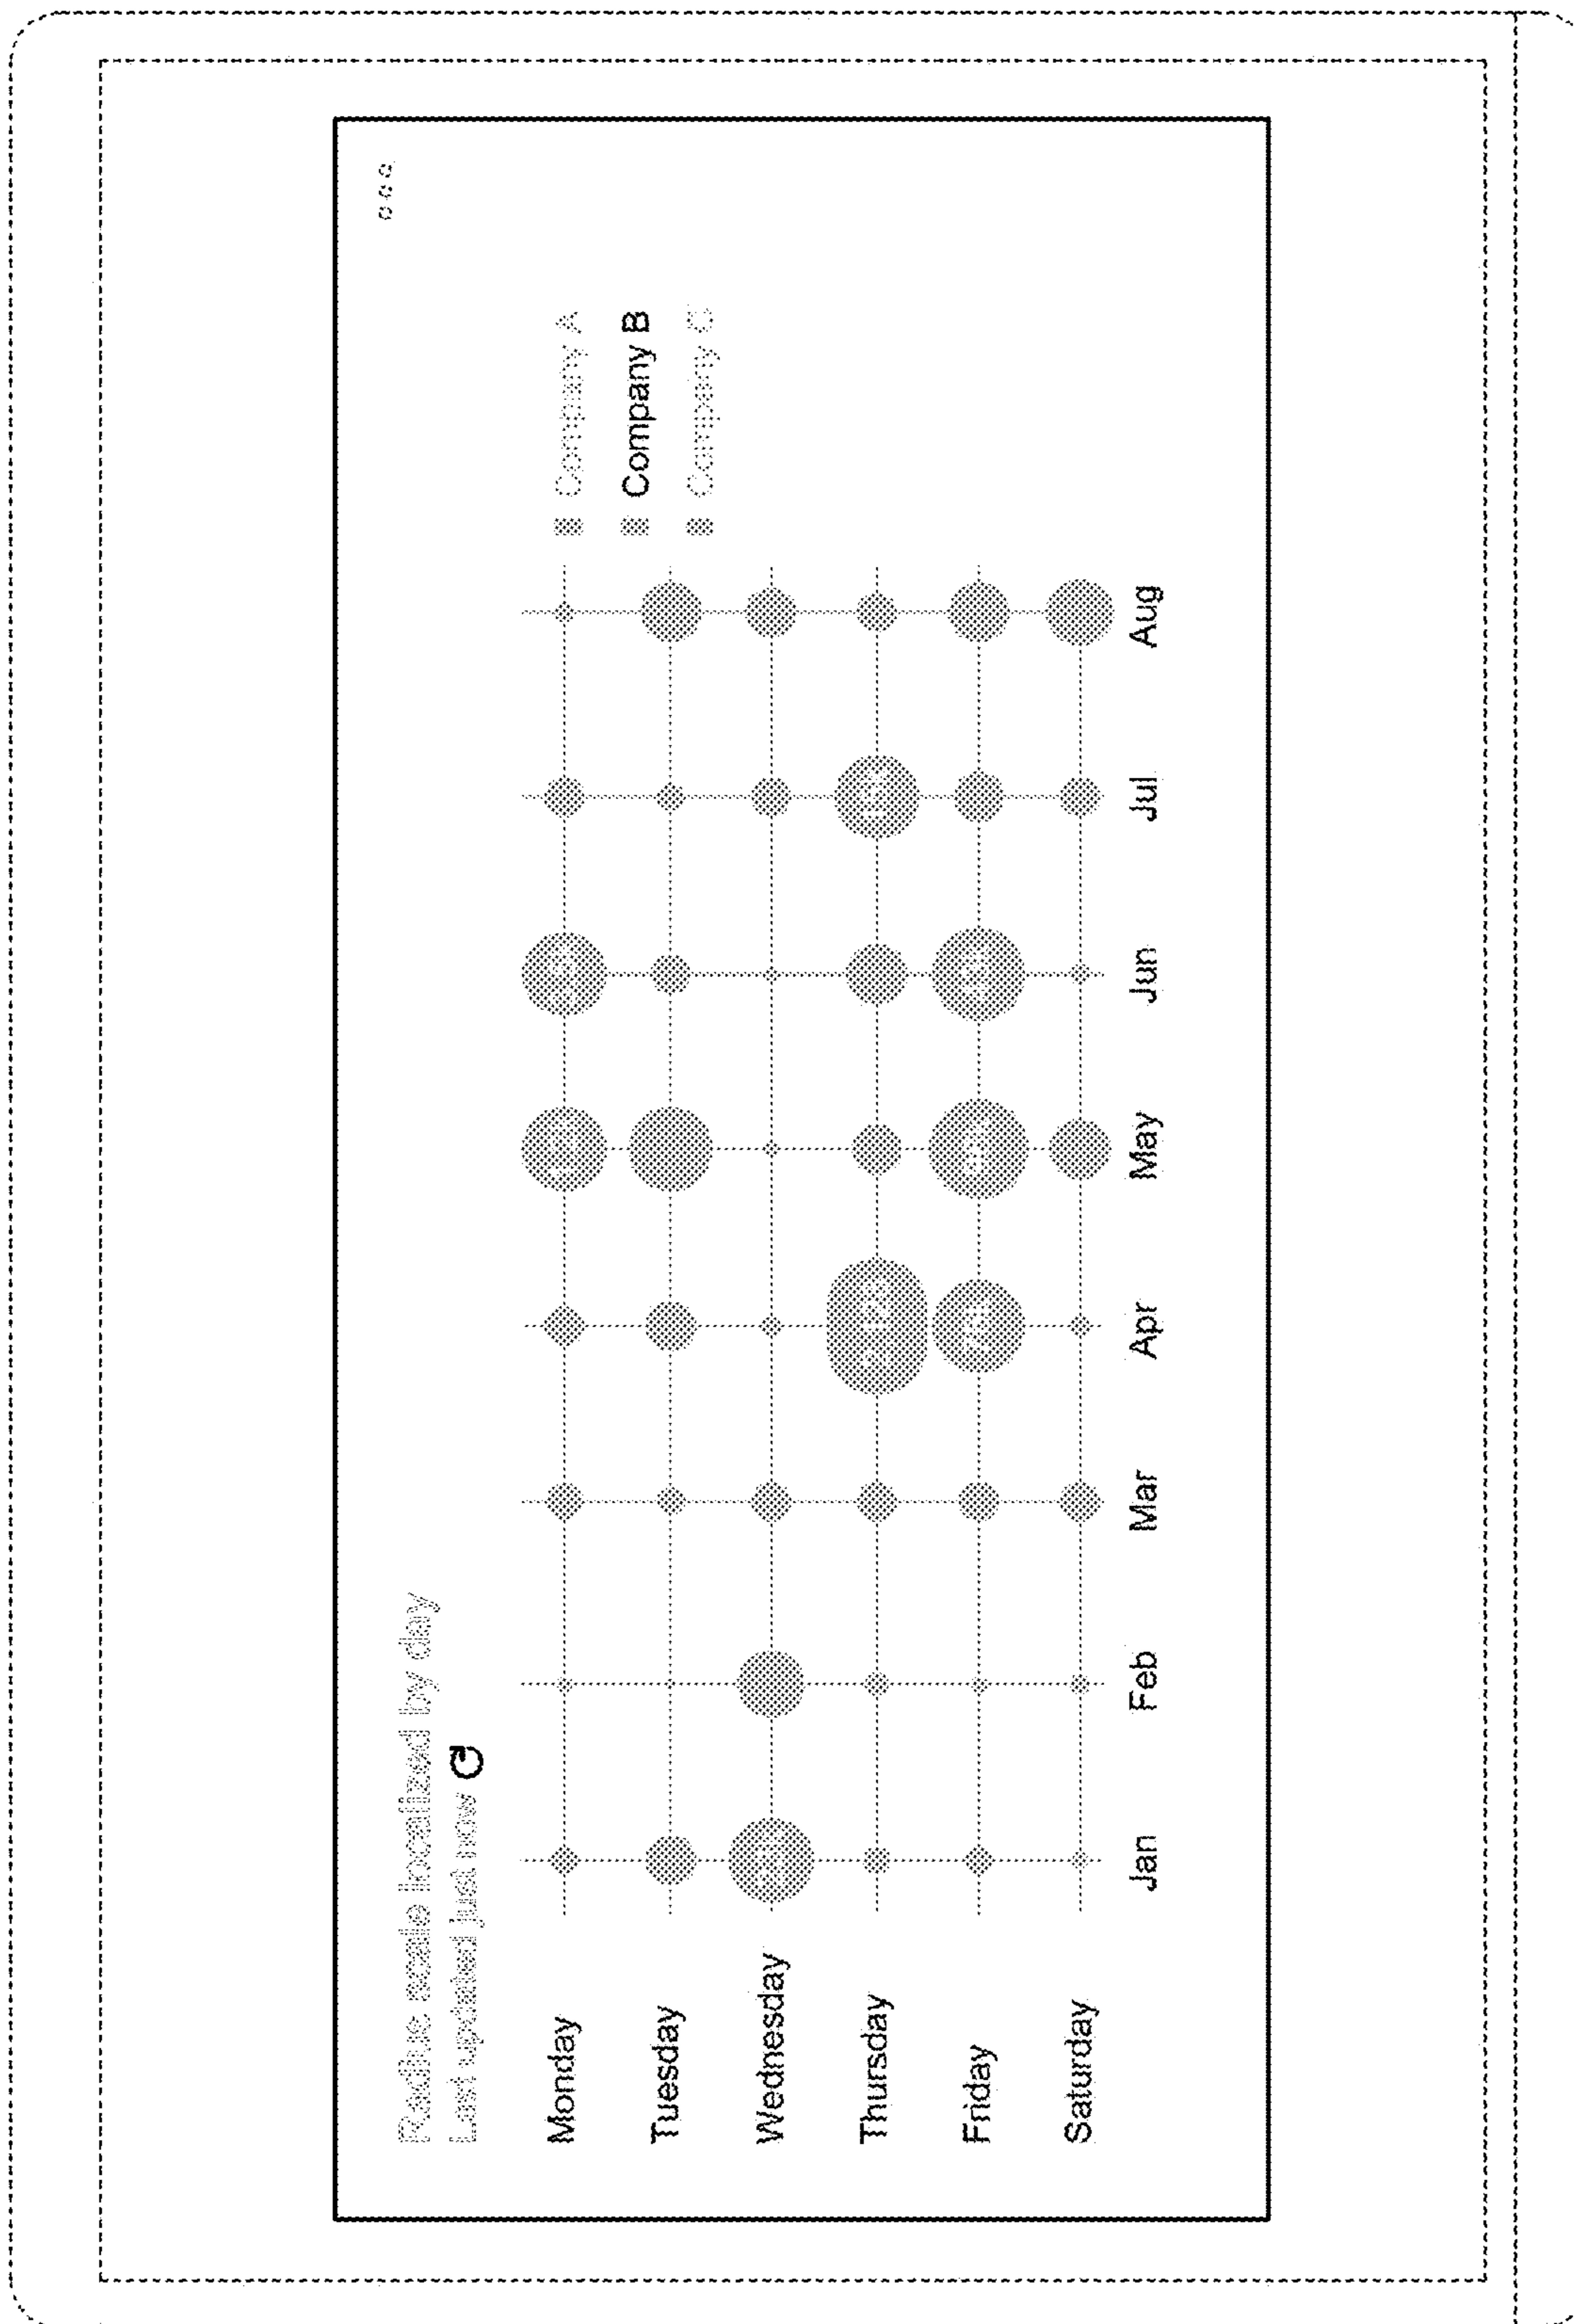 Radius scale localized by day
Last updated just now
Company A
Company B
Company C
Monday
Tuesday
Wednesday
Thursday
Friday
Saturday
Jan Feb Mar Apr May Jun Jul Aug